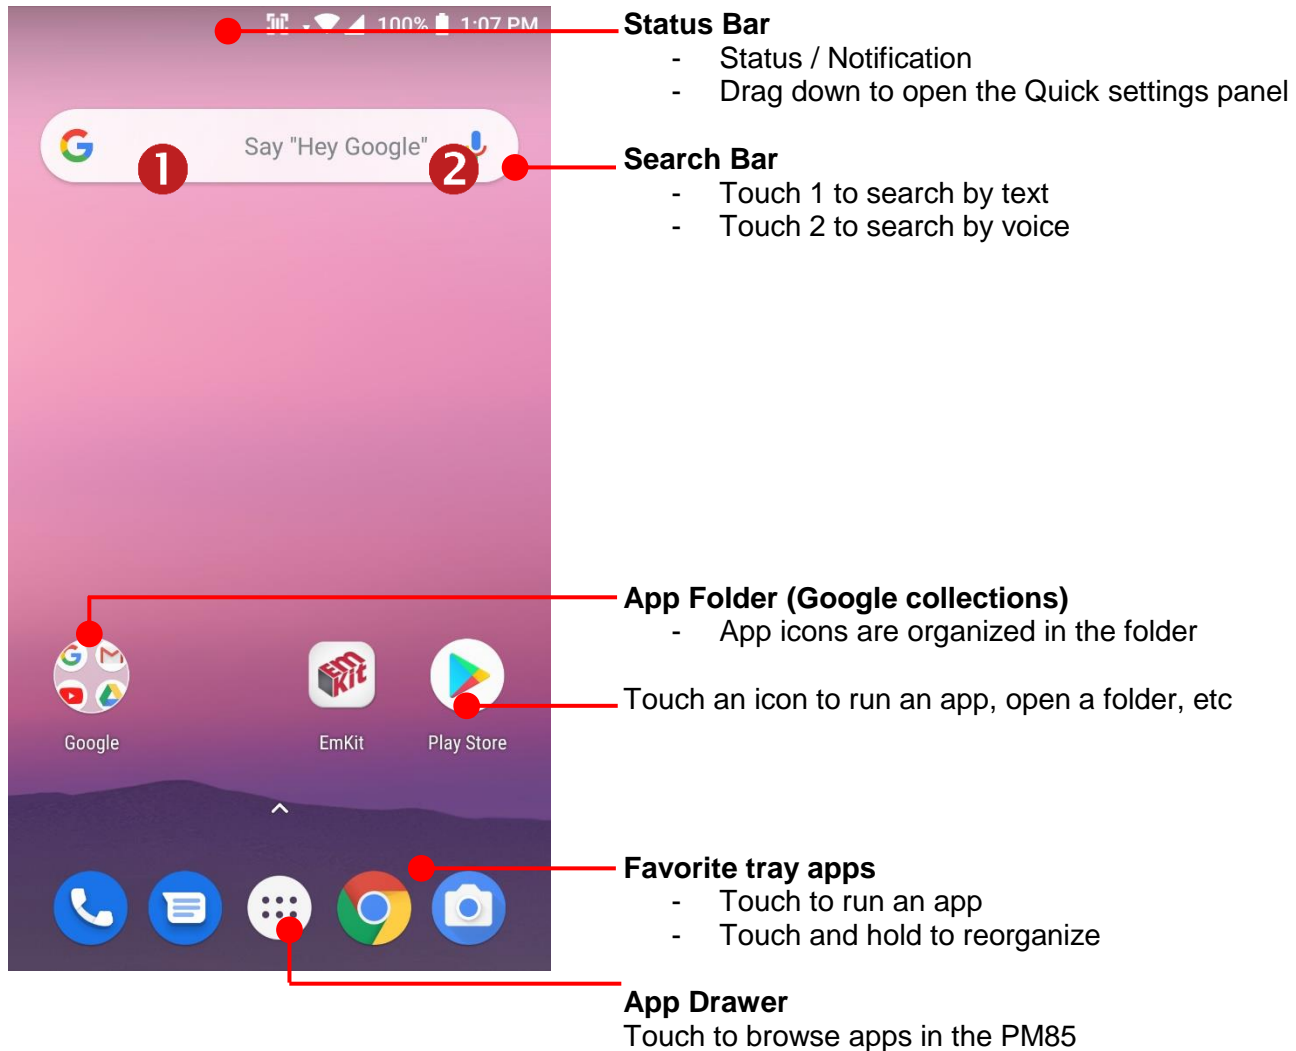 100% 1:07 PM
Status Bar
- Status / Notification
- Drag down to open the Quick settings panel
Say "Hey Google"
1
2
Search Bar
- Touch 1 to search by text
- Touch 2 to search by voice
App Folder (Google collections)
- App icons are organized in the folder
Touch an icon to run an app, open a folder, etc
EmKit
Google
EmKit
Play Store
Favorite tray apps
- Touch to run an app
- Touch and hold to reorganize
App Drawer
Touch to browse apps in the PM85